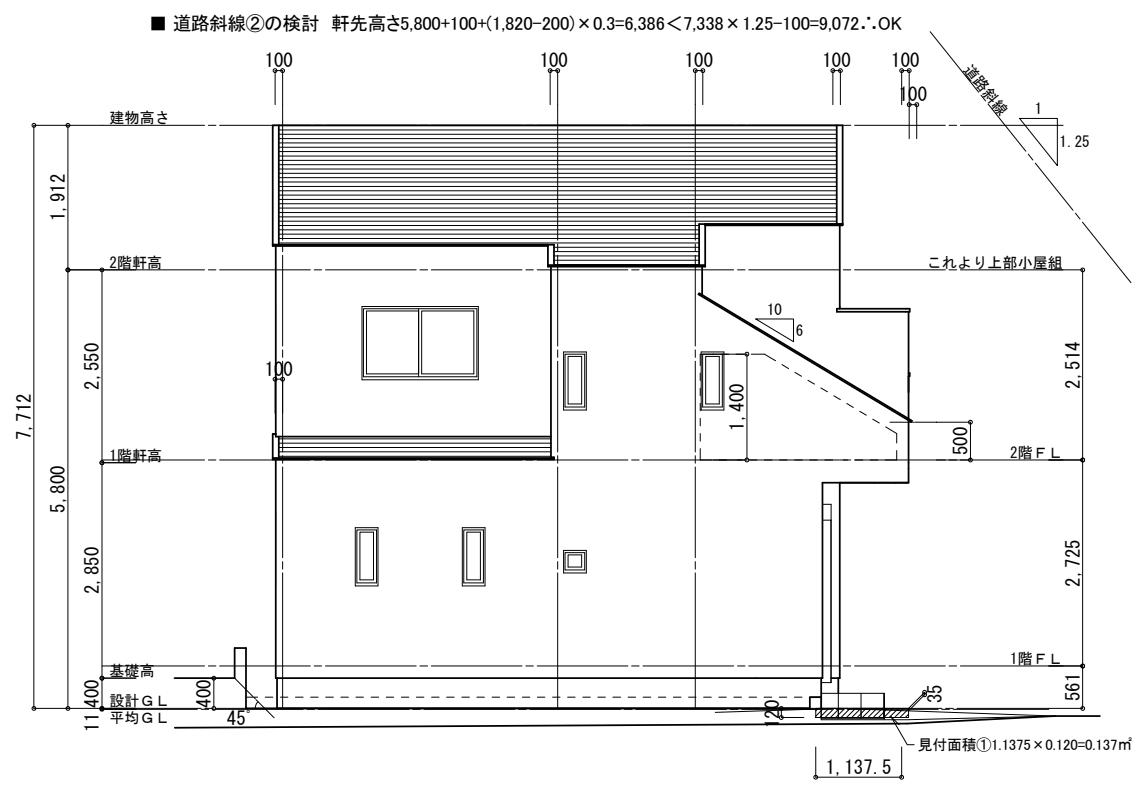 ■ 道路斜線②の検討 軒先高さ5,800+100+(1,820-200)×0.3=6,386<7,338×1.25-100=9,072∴OK
100
100
100
100
100
100
道路斜線
1
1.25
建物高さ
1,912
2階軒高
これより上部小屋組
10
6
2,550
100
2,514
1,400
7,712
5,800
500
1階軒高
2階FL
2,850
2,725
基礎高
1階FL
400
400
561
設計GL
45°
120
35
11
平均GL
見付面積①1.1375×0.120=0.137㎡
1,137.5